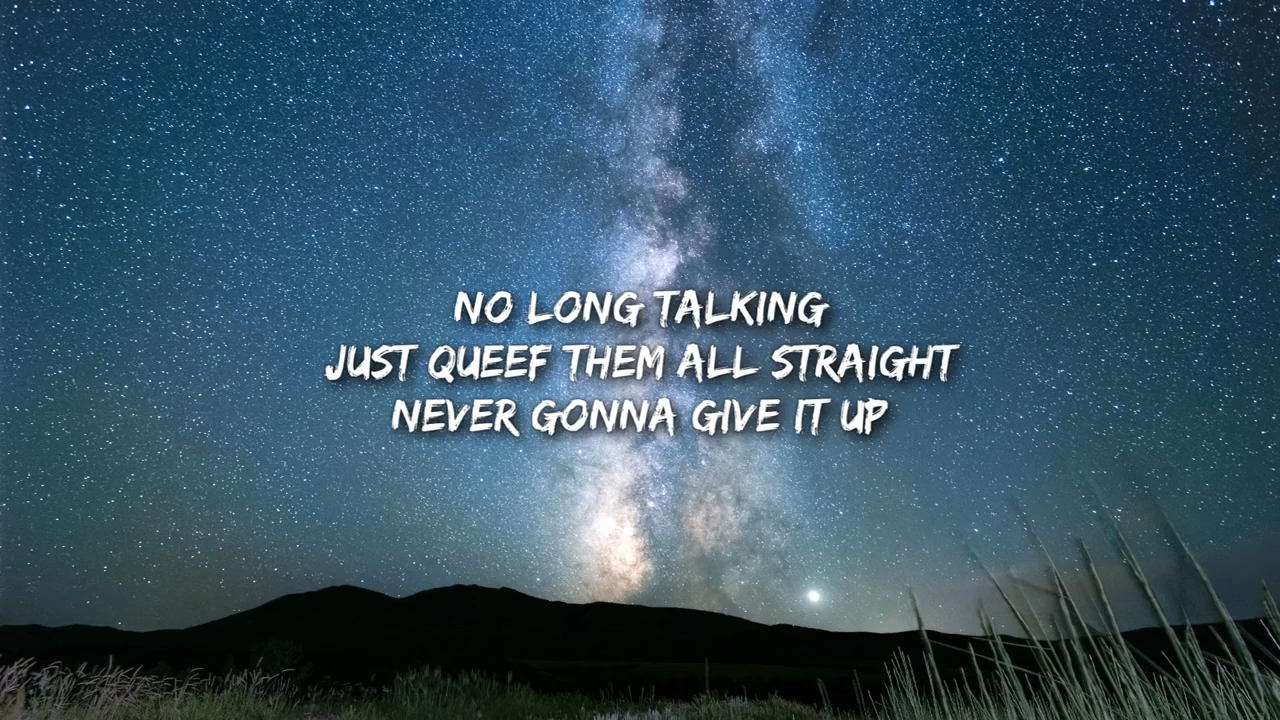 NO LONG TALKING
JUST QUEEF THEM ALL STRAIGHT
NEVER GONNA GIVE IT UP